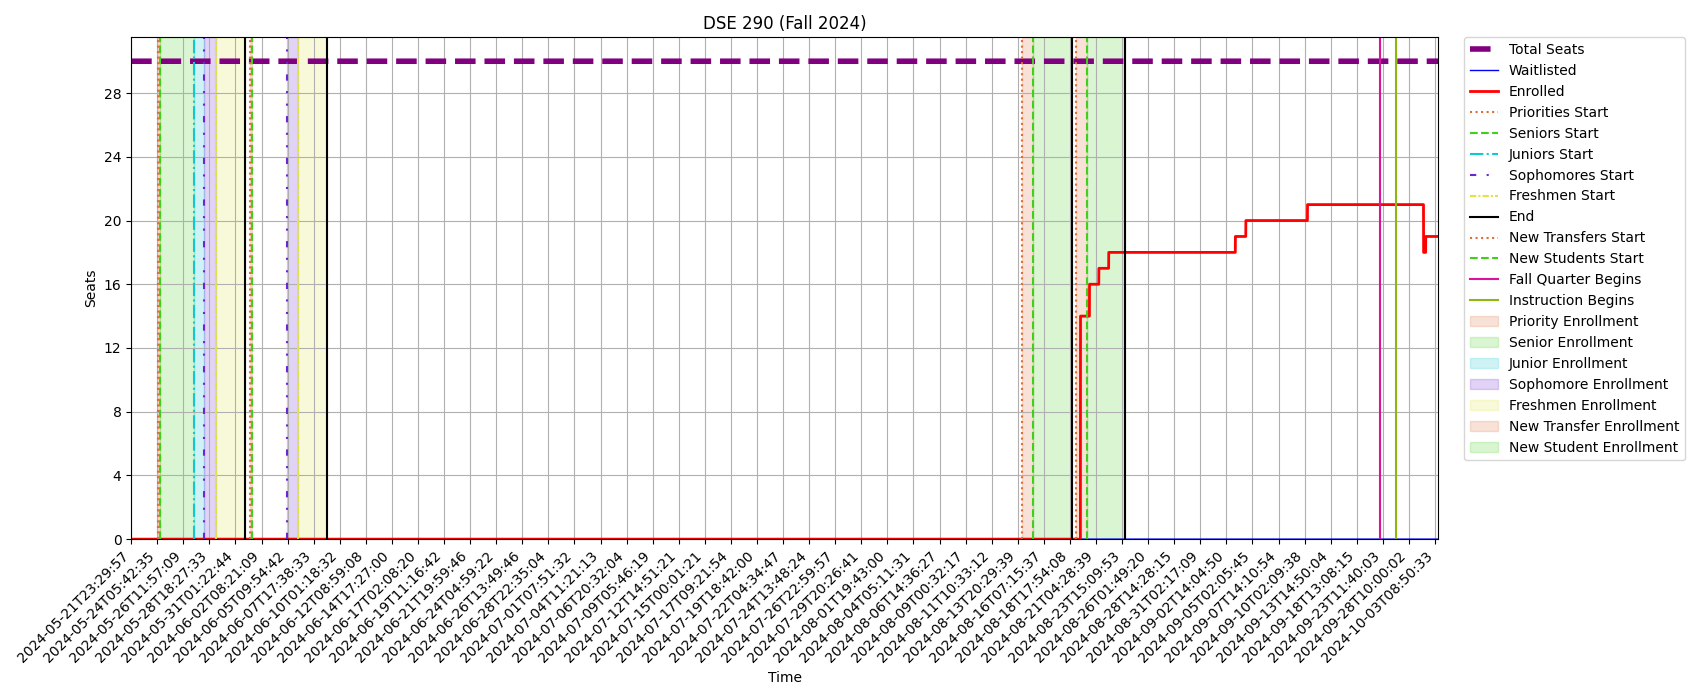 DSE 290 (Fall 2024)
Seats
28
24
20
16
12
8
4
0
2024-05-21T23:29:57
2024-05-24T05:42:35
2024-05-26T11:57:09
2024-05-28T18:27:33
2024-05-31T01:22:44
2024-06-02T08:21:09
2024-06-05T09:54:42
2024-06-07T17:38:33
2024-06-10T01:18:32
2024-06-12T08:59:08
2024-06-14T17:27:00
2024-06-17T02:08:20
2024-06-19T11:16:42
2024-06-21T19:59:46
2024-06-24T04:59:22
2024-06-26T13:49:46
2024-06-28T22:35:04
2024-07-01T07:51:32
2024-07-04T11:21:13
2024-07-06T20:32:04
2024-07-09T05:46:19
2024-07-12T14:51:21
2024-07-15T00:01:21
2024-07-17T09:21:54
2024-07-19T18:42:00
2024-07-22T04:34:47
2024-07-24T13:48:24
2024-07-26T22:59:57
2024-07-29T20:26:41
2024-08-01T19:43:00
2024-08-04T05:11:31
2024-08-06T14:36:27
2024-08-09T00:32:17
2024-08-11T10:33:12
2024-08-13T20:29:39
2024-08-16T07:15:37
2024-08-18T17:54:08
2024-08-21T04:28:39
2024-08-23T15:09:53
2024-08-26T01:49:20
2024-08-28T14:28:15
2024-08-31T02:17:09
2024-09-02T14:04:50
2024-09-05T02:05:45
2024-09-07T14:10:54
2024-09-10T02:09:38
2024-09-13T14:50:04
2024-09-18T13:08:15
2024-09-23T11:40:03
2024-09-28T10:00:02
2024-10-03T08:50:33
Time
Total Seats
Waitlisted
Enrolled
Priorities Start
Seniors Start
Juniors Start
Sophomores Start
Freshmen Start
End
New Transfers Start
New Students Start
Fall Quarter Begins
Instruction Begins
Priority Enrollment
Senior Enrollment
Junior Enrollment
Sophomore Enrollment
Freshmen Enrollment
New Transfer Enrollment
New Student Enrollment